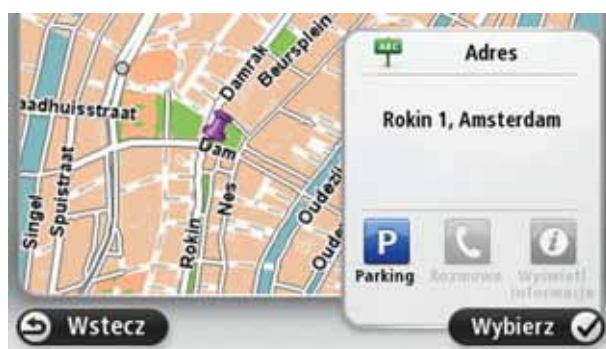 Damrak
Beursplein
aadhuisstraat
Dam
Singel
Spuistraat
Rokin
Nes
Oudezij
Oude
ABC
Adres
Rokin 1, Amsterdam
P
Parking
Rozmowa
Wyświetl
informacje
Wstecz
Wybierz